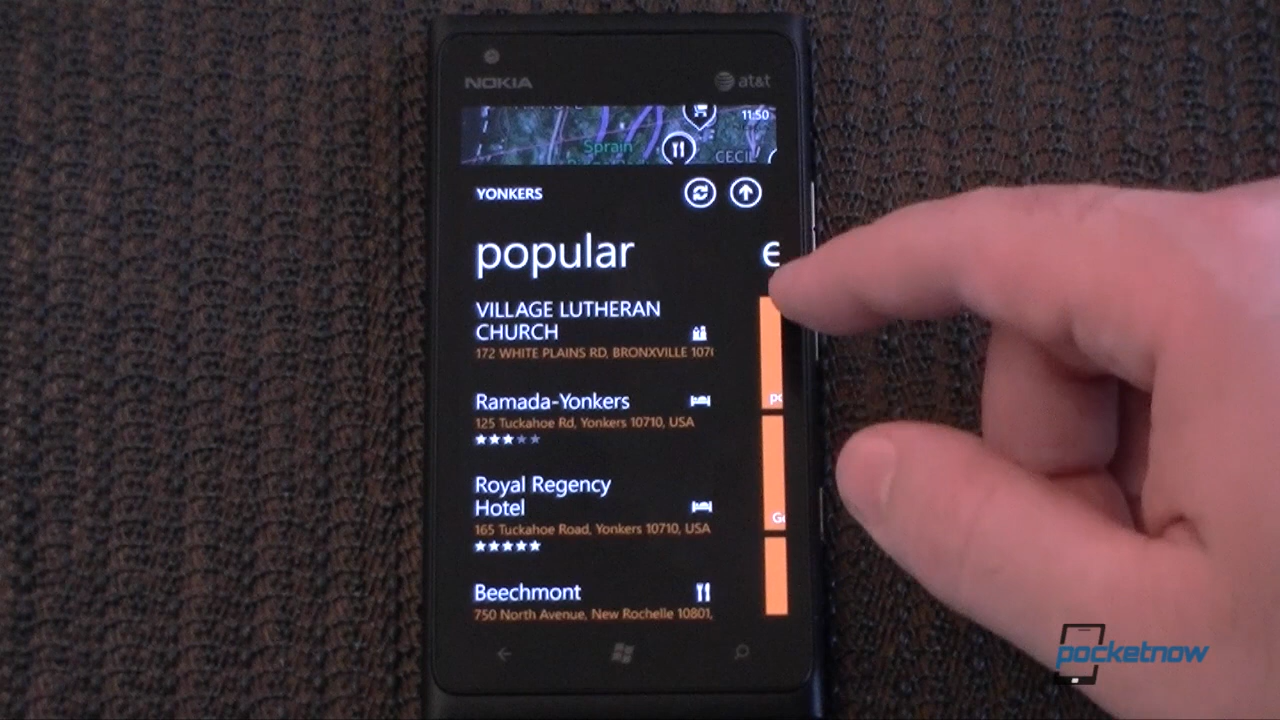 NOKIA
at&t
11:50
Sprain
CECIL
YONKERS
popular
e
VILLAGE LUTHERAN
CHURCH
172 WHITE PLAINS RD, BRONXVILLE 107
Ramada-Yonkers
125 Tuckahoe Rd, Yonkers 10710, USA
Royal Regency
Hotel
165 Tuckahoe Road, Yonkers 10710, USA
Beechmont
750 North Avenue, New Rochelle 10801,
pocketnow